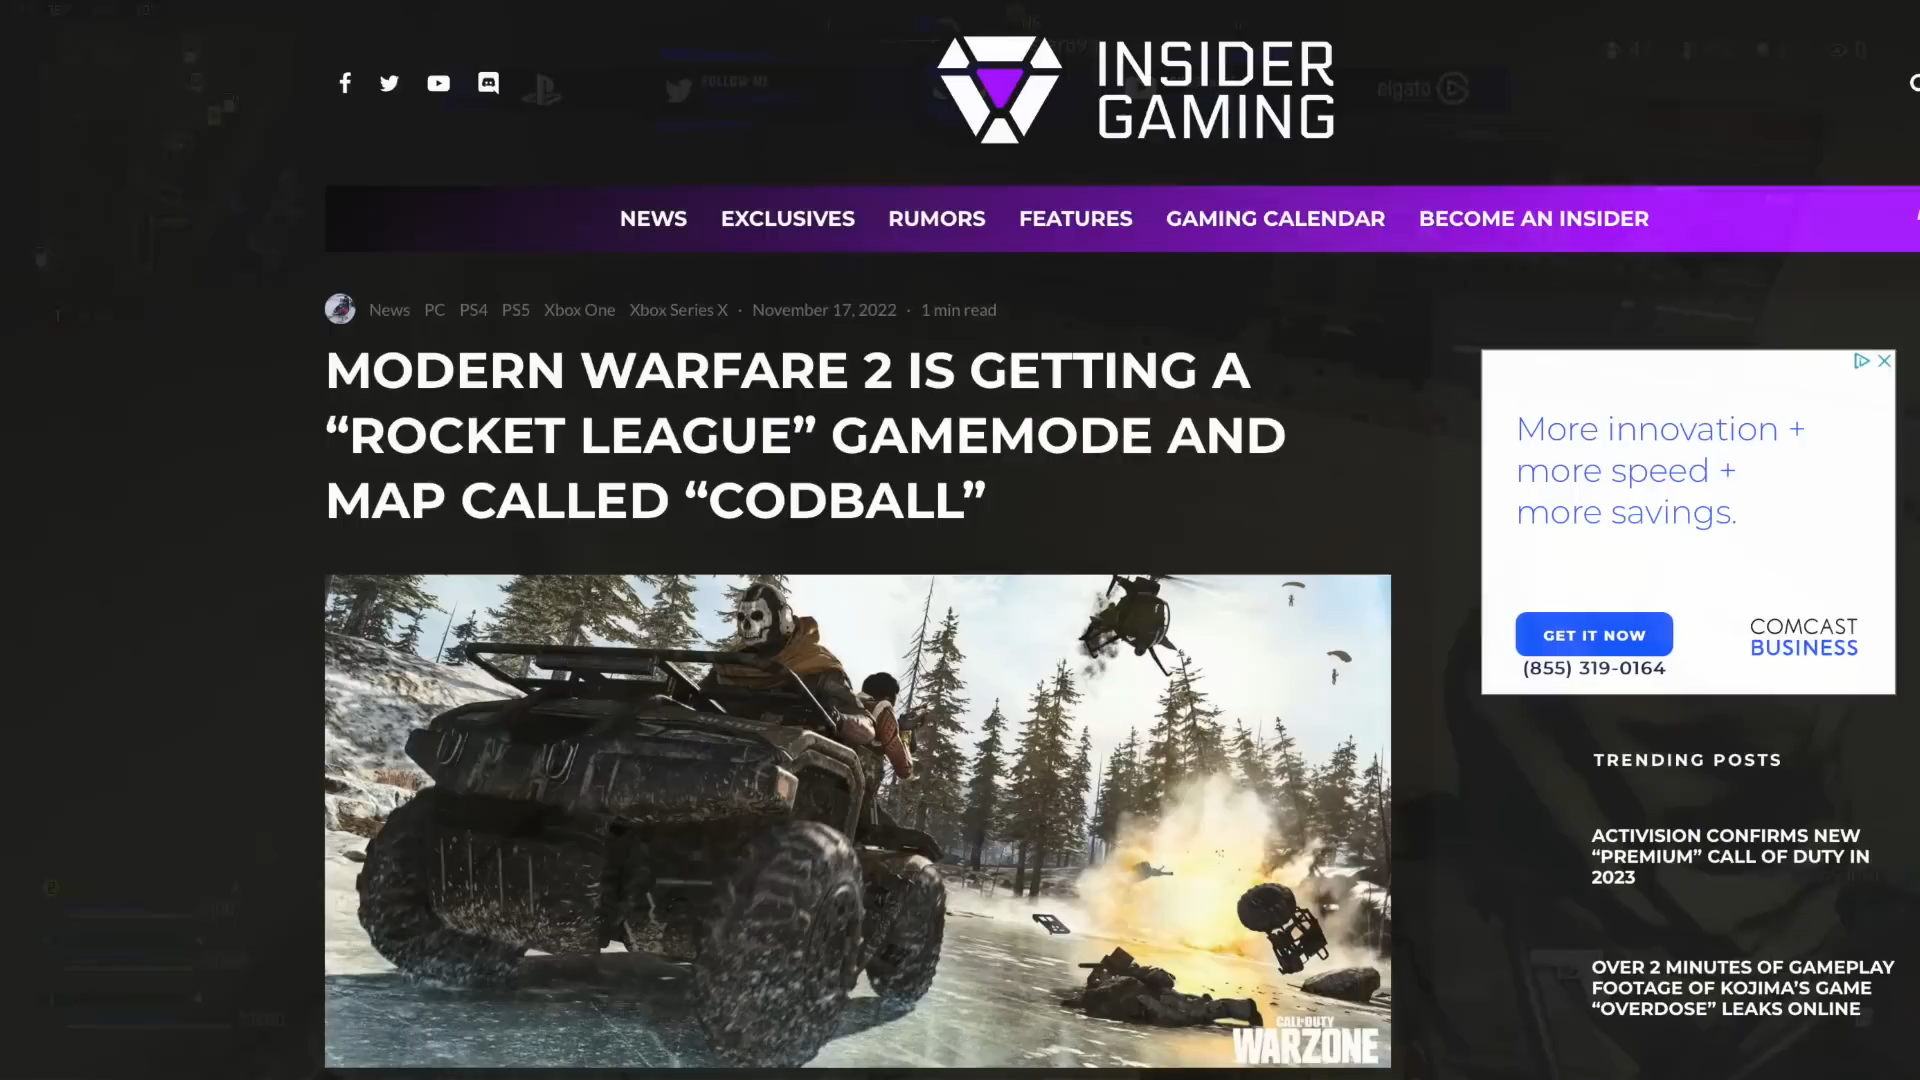 INSIDER
GAMING
FOLLOW ME
elgato
NEWS EXCLUSIVES RUMORS FEATURES GAMING CALENDAR BECOME AN INSIDER
News PC PS4 PS5 Xbox One Xbox Series X · November 17, 2022 · 1 min read
MODERN WARFARE 2 IS GETTING A
“ROCKET LEAGUE” GAMEMODE AND
MAP CALLED “CODBALL”
CALL OF DUTY
WARZONE
More innovation +
more speed +
more savings.
GET IT NOW
(855) 319-0164
COMCAST
BUSINESS
TRENDING POSTS
ACTIVISION CONFIRMS NEW
“PREMIUM” CALL OF DUTY IN
2023
OVER 2 MINUTES OF GAMEPLAY
FOOTAGE OF KOJIMA’S GAME
“OVERDOSE” LEAKS ONLINE